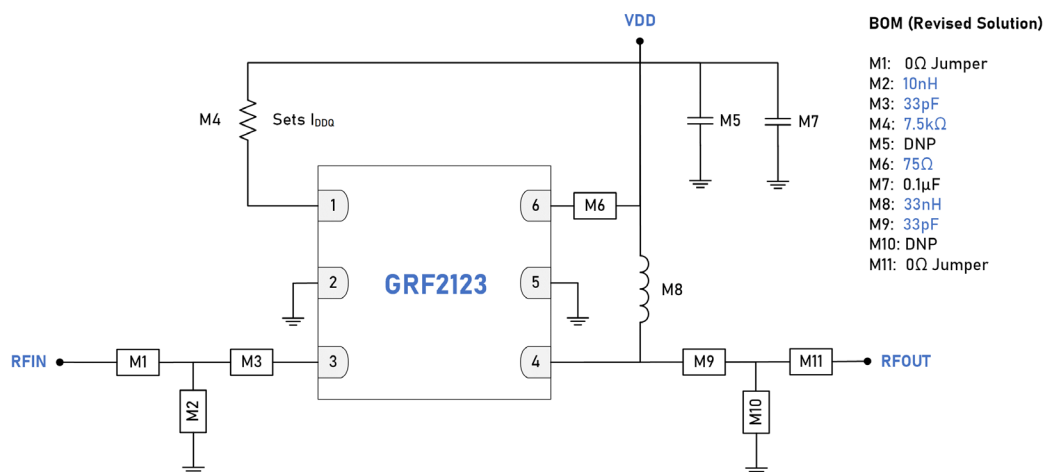 VDD
BOM (Revised Solution)
M1: 0Ω Jumper
M2: 10nH
M3: 33pF
M4: 7.5kΩ
M5: DNP
M6: 75Ω
M7: 0.1µF
M8: 33nH
M9: 33pF
M10: DNP
M11: 0Ω Jumper
M4
Sets IDDQ
M5
M7
1
6
M6
2
GRF2123
5
M8
RFIN
M1
M3
3
4
M9
M11
RFOUT
M2
M10